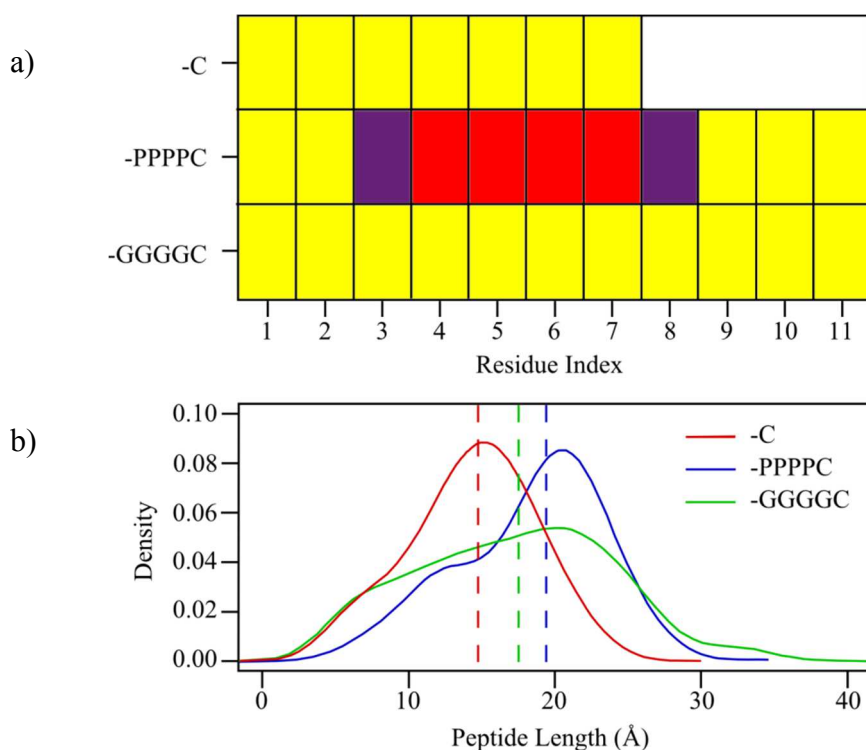 a)
-C
-PPPPC
-GGGGC
1 2 3 4 5 6 7 8 9 10 11
Residue Index
b)
0.10
0.08
0.06
0.04
0.02
0.00
Density
-C
-PPPPC
-GGGGC
0 10 20 30 40
Peptide Length (Å)